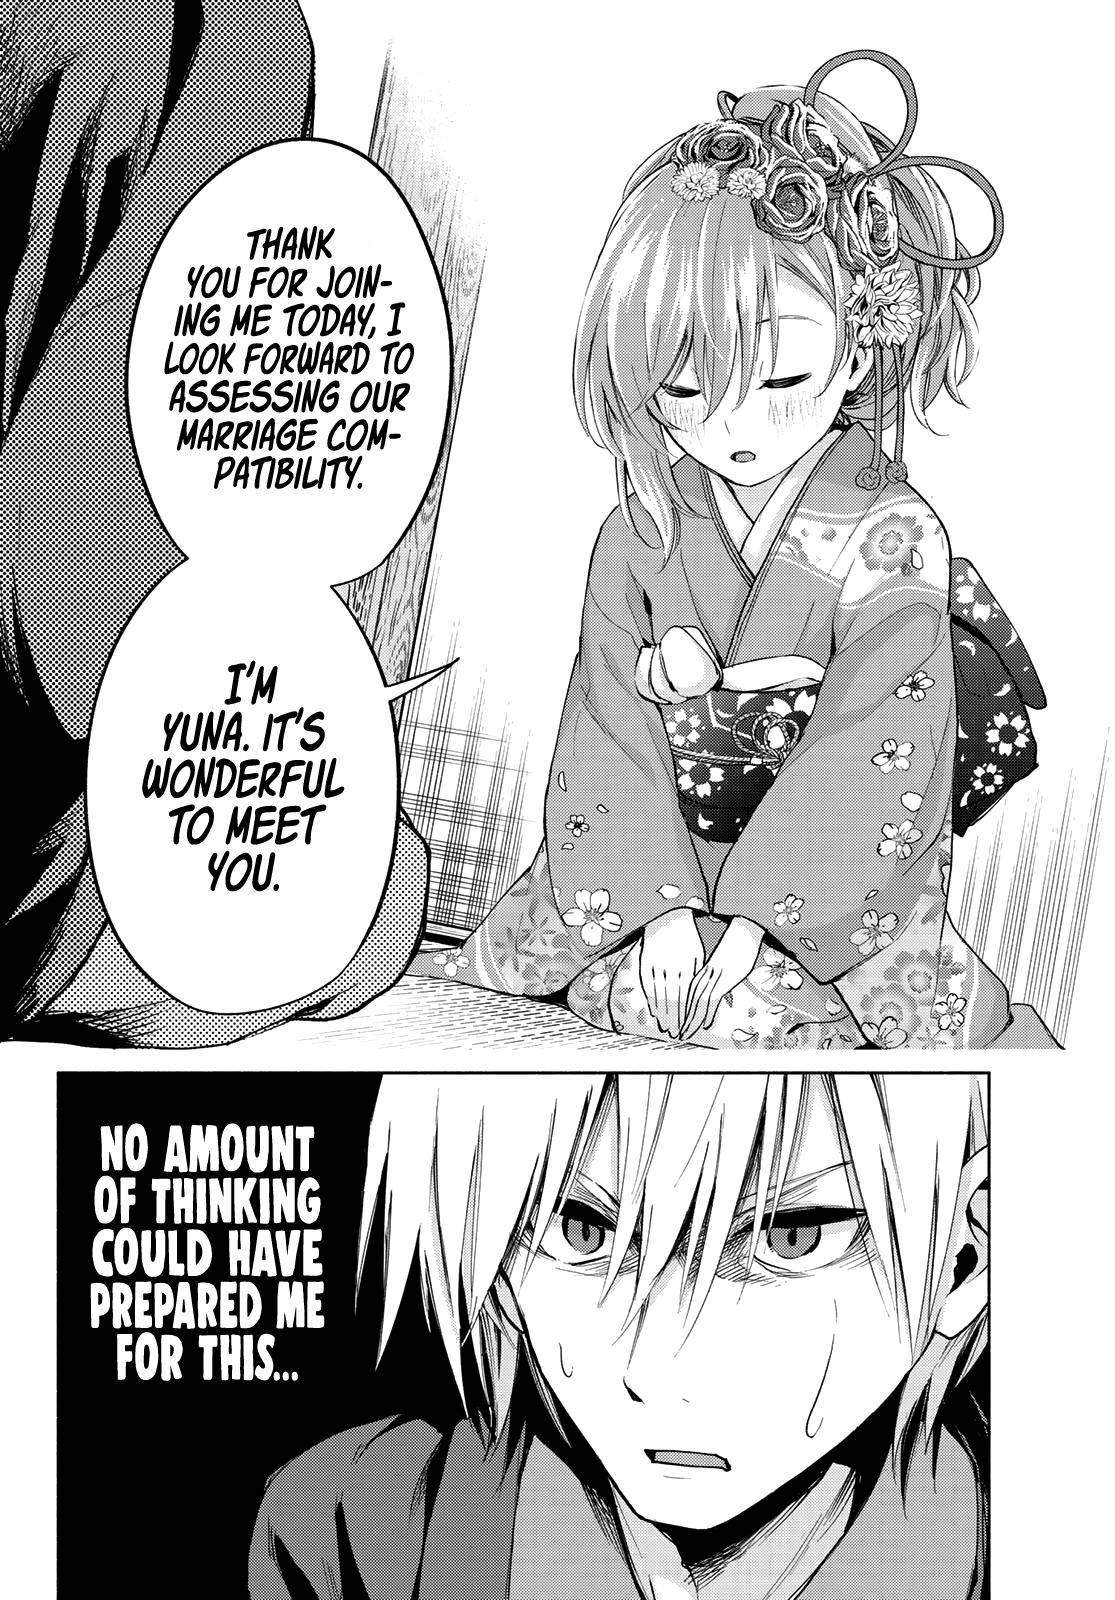 THANK
YOU FOR JOIN-
ING ME TODAY, I
LOOK FORWARD TO
ASSESSING OUR
MARRIAGE COM-
PATIBILITY.
I'M
YUNA. IT'S
WONDERFUL
TO MEET
YOU.
NO AMOUNT
OF THINKING
COULD HAVE
PREPARED ME
FOR THIS...